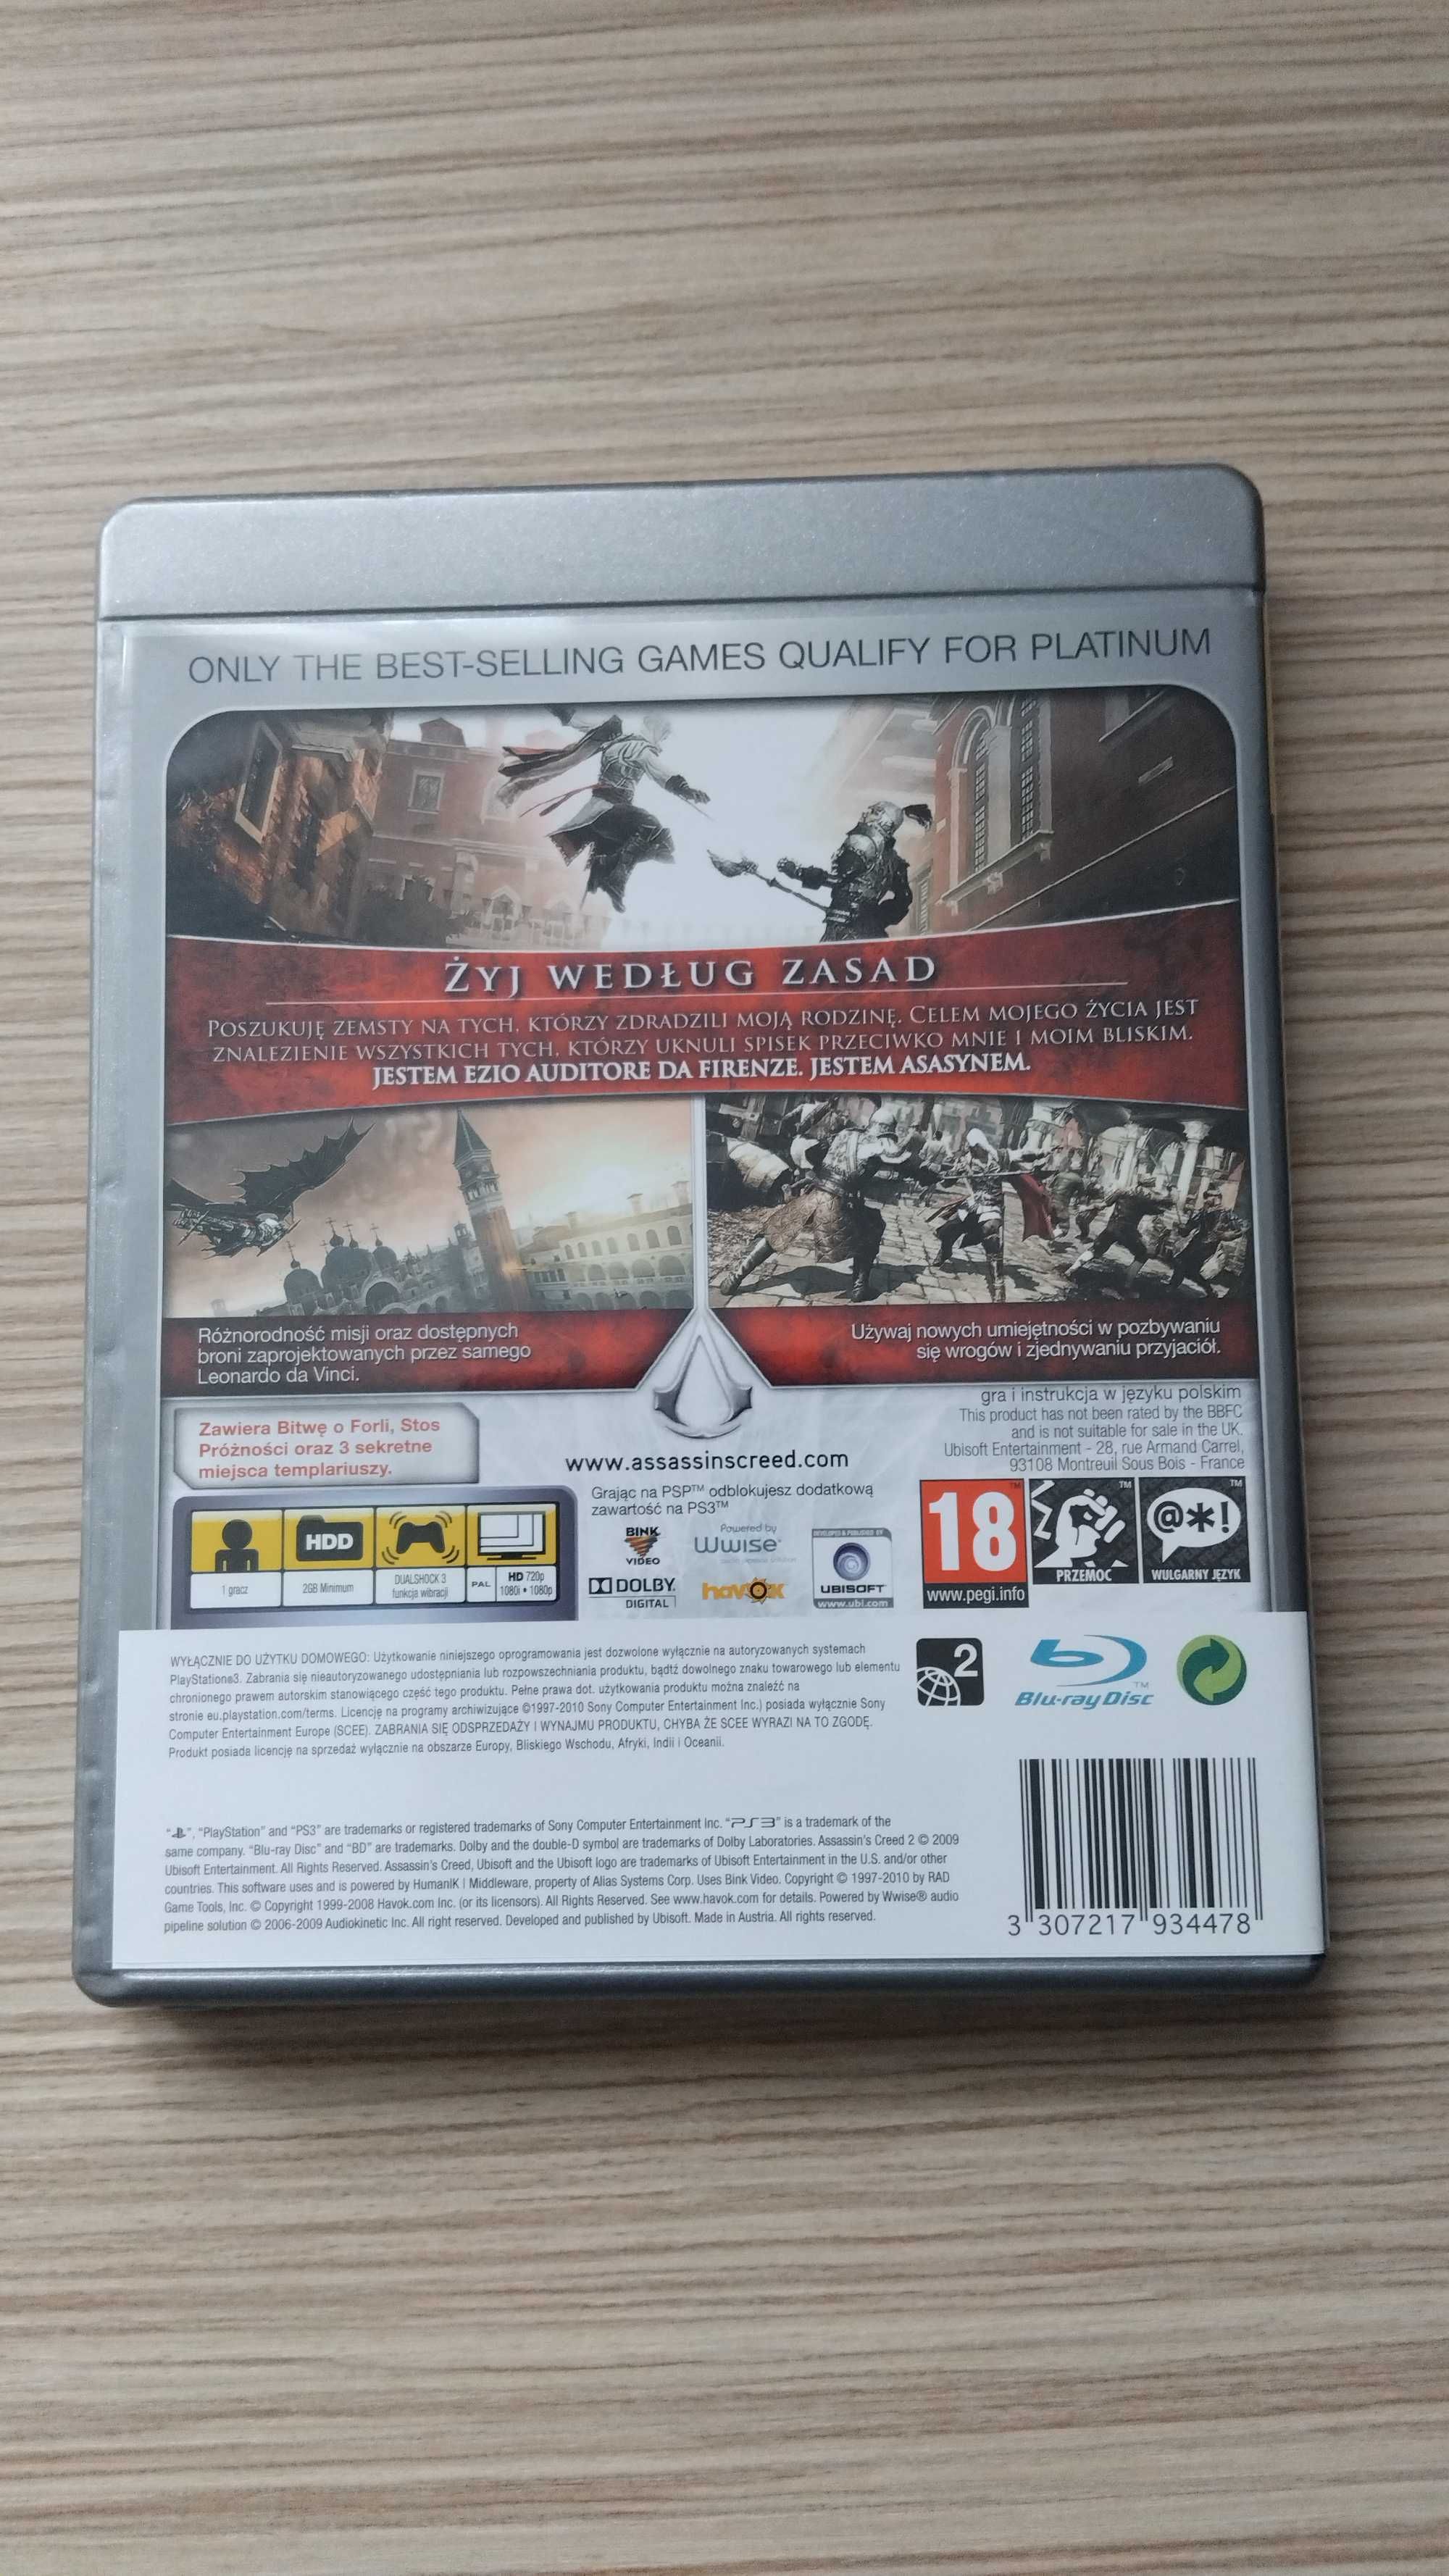 ONLY THE BEST-SELLING GAMES QUALIFY FOR PLATINUM
ŻYJ WEDŁUG ZASAD
POSZUKUJĘ ZEMSTY NA TYCH, KTÓRZY ZDRADZILI MOJĄ RODZINĘ. CELEM MOJEGO ŻYCIA JEST
ZNALEZIENIE WSZYSTKICH TYCH, KTÓRZY UKNULI SPISEK PRZECIWKO MNIE I MOIM BLISKIM.
JESTEM EZIO AUDITORE DA FIRENZE. JESTEM ASASYNEM.
Różnorodność misji oraz dostępnych
broni zaprojektowanych przez samego
Leonardo da Vinci.
Używaj nowych umiejętności w pozbywaniu
się wrogów i zjednywaniu przyjaciół.
Zawiera Bitwę o Forli, Stos
Próżności oraz 3 sekretne
miejsca templariuszy.
www.assassinscreed.com
gra i instrukcja w języku polskim
This product has not been rated by the BBFC
and is not suitable for sale in the UK.
Ubisoft Entertainment - 28, rue Armand Carrel,
93108 Montreuil Sous Bois - France
Grając na PSP™ odblokujesz dodatkową
zawartość na PS3™
HDD
1 gracz
2GB Minimum
DUALSHOCK 3
funkcja wibracji
PAL
HD 720p
1080i • 1080p
BINK
VIDEO
Powered by
Wwise
DOLBY
DIGITAL
havok
DEVELOPED & PUBLISHED BY
UBISOFT
www.ubi.com
18
www.pegi.info
PRZEMOC
@*!
WULGARNY JĘZYK
WYŁĄCZNIE DO UŻYTKU DOMOWEGO: Użytkowanie niniejszego oprogramowania jest dozwolone wyłącznie na autoryzowanych systemach
PlayStation®3. Zabrania się nieautoryzowanego udostępniania lub rozpowszechniania produktu, bądź dowolnego znaku towarowego lub elementu
chronionego prawem autorskim stanowiącego część tego produktu. Pełne prawa dot. użytkowania produktu można znaleźć na
stronie eu.playstation.com/terms. Licencję na programy archiwizujące ©1997-2010 Sony Computer Entertainment Inc.) posiada wyłącznie Sony
Computer Entertainment Europe (SCEE). ZABRANIA SIĘ ODSPRZEDAŻY I WYNAJMU PRODUKTU, CHYBA ŻE SCEE WYRAZI NA TO ZGODĘ.
Produkt posiada licencję na sprzedaż wyłącznie na obszarze Europy, Bliskiego Wschodu, Afryki, Indii i Oceanii.
2
Blu-ray Disc™
"PlayStation" and "PS3" are trademarks or registered trademarks of Sony Computer Entertainment Inc. "PS3" is a trademark of the
same company. "Blu-ray Disc" and "BD" are trademarks. Dolby and the double-D symbol are trademarks of Dolby Laboratories. Assassin's Creed 2 © 2009
Ubisoft Entertainment. All Rights Reserved. Assassin's Creed, Ubisoft and the Ubisoft logo are trademarks of Ubisoft Entertainment in the U.S. and/or other
countries. This software uses and is powered by HumanIK | Middleware, property of Alias Systems Corp. Uses Bink Video. Copyright © 1997-2010 by RAD
Game Tools, Inc. © Copyright 1999-2008 Havok.com Inc. (or its licensors). All Rights Reserved. See www.havok.com for details. Powered by Wwise® audio
pipeline solution © 2006-2009 Audiokinetic Inc. All right reserved. Developed and published by Ubisoft. Made in Austria. All rights reserved.
3 307217 934478